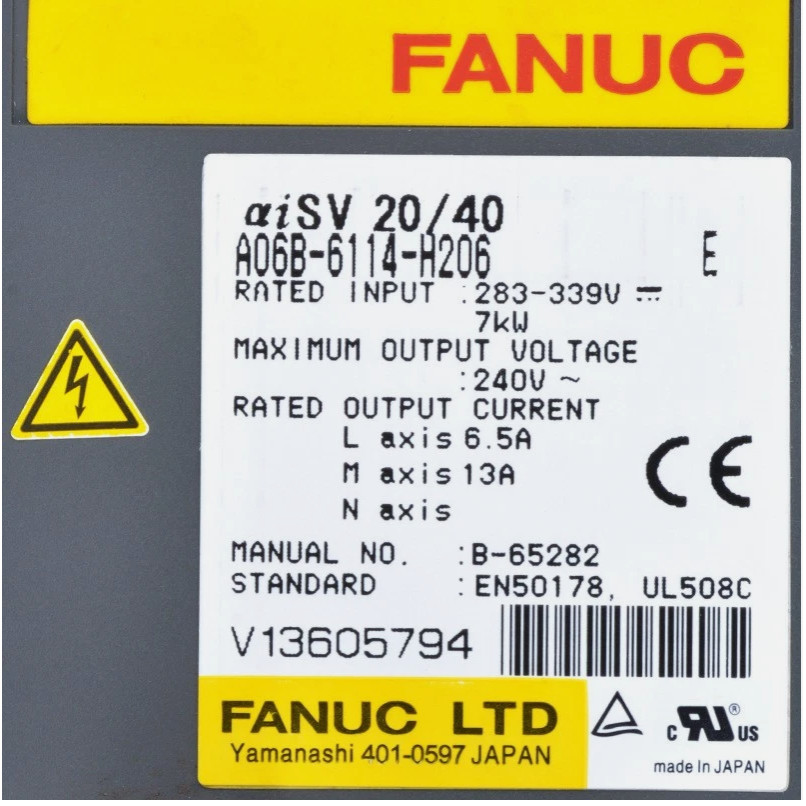 FANUC
αiSV 20/40
A06B-6114-H206 E
RATED INPUT :283-339V ⎓
7kW
MAXIMUM OUTPUT VOLTAGE
:240V ~
RATED OUTPUT CURRENT
L axis 6.5A
M axis 13A
N axis
MANUAL NO. :B-65282
STANDARD :EN50178, UL508C
V13605794
FANUC LTD
Yamanashi 401-0597 JAPAN
CE
c RU ® US
made In JAPAN